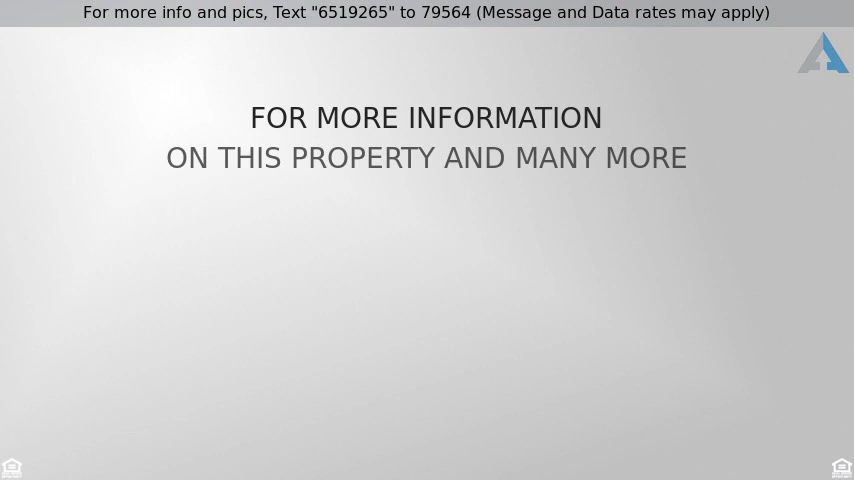 For more info and pics, Text "6519265" to 79564 (Message and Data rates may apply)
FOR MORE INFORMATION
ON THIS PROPERTY AND MANY MORE